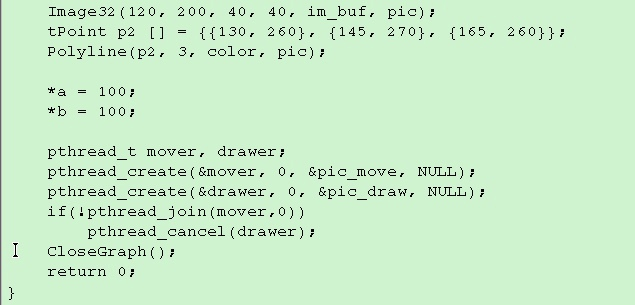 Image32(120, 200, 40, 40, im_buf, pic);
tPoint p2 [] = {{130, 260}, {145, 270}, {165, 260}};
Polyline(p2, 3, color, pic);
*a = 100;
*b = 100;
pthread_t mover, drawer;
pthread_create(&mover, 0, &pic_move, NULL);
pthread_create(&drawer, 0, &pic_draw, NULL);
if(!pthread_join(mover,0))
pthread_cancel(drawer);
CloseGraph();
return 0;
}